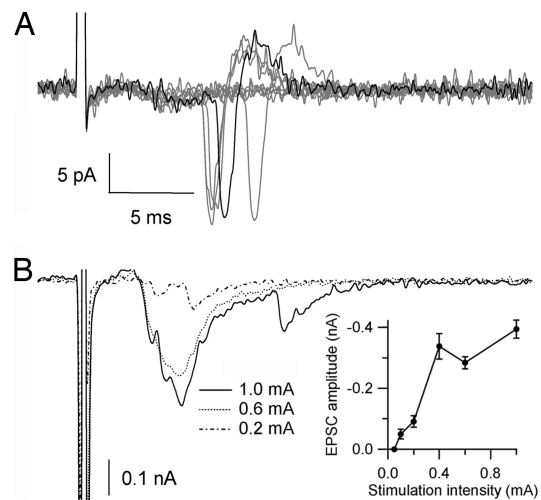 A
5 pA
5 ms
B
1.0 mA
0.6 mA
0.2 mA
0.1 nA
EPSC amplitude (nA)
-0.4
-0.2
0.0
0.0 0.4 0.8
Stimulation intensity (mA)